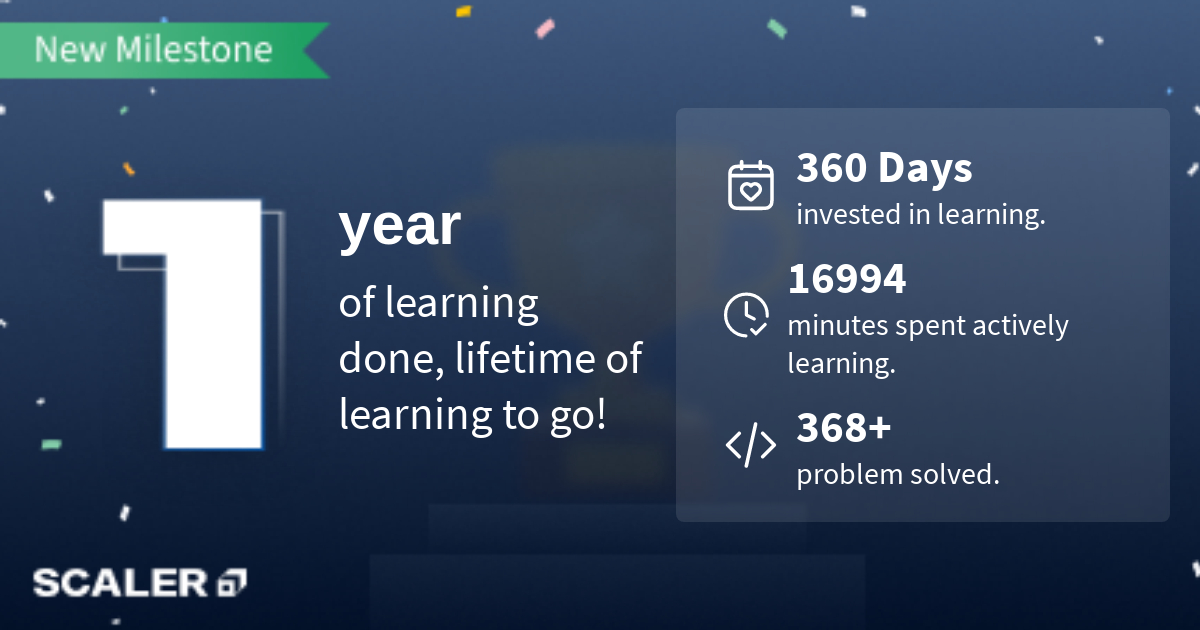 New Milestone
1
year
of learning
done, lifetime of
learning to go!
360 Days
invested in learning.
16994
minutes spent actively
learning.
368+
problem solved.
SCALER